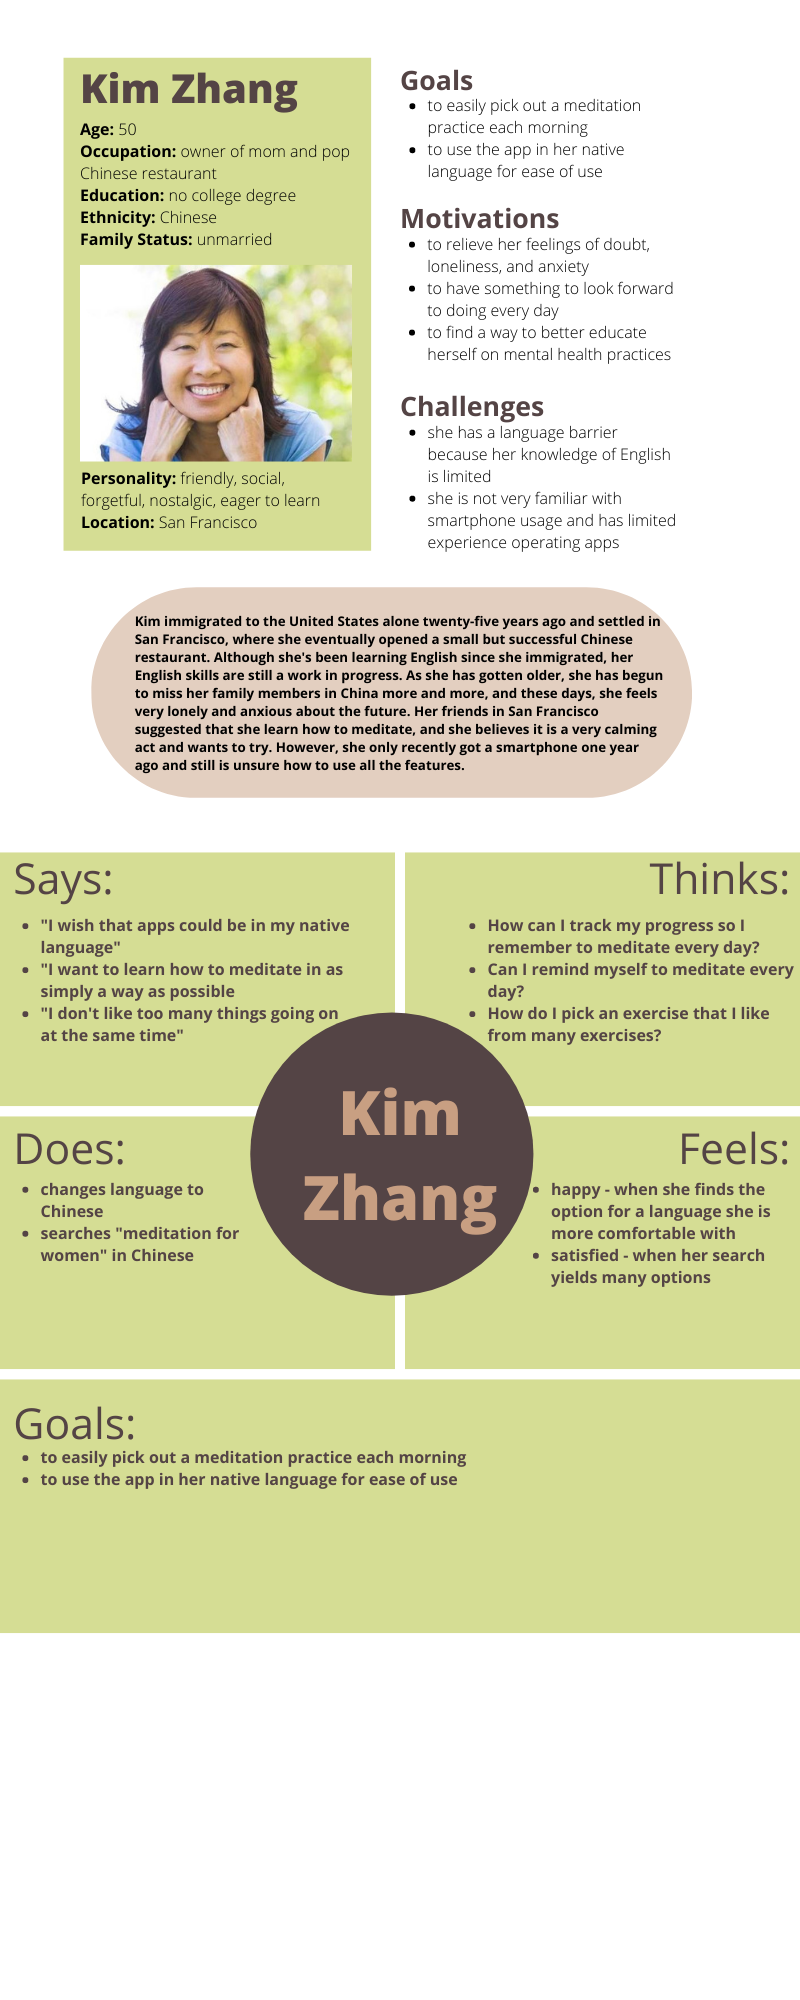 Kim Zhang
Age: 50
Occupation: owner of mom and pop
Chinese restaurant
Education: no college degree
Ethnicity: Chinese
Family Status: unmarried
Personality: friendly, social,
forgetful, nostalgic, eager to learn
Location: San Francisco
Goals
• to easily pick out a meditation
practice each morning
• to use the app in her native
language for ease of use
Motivations
• to relieve her feelings of doubt,
loneliness, and anxiety
• to have something to look forward
to doing every day
• to find a way to better educate
herself on mental health practices
Challenges
• she has a language barrier
because her knowledge of English
is limited
• she is not very familiar with
smartphone usage and has limited
experience operating apps
Kim immigrated to the United States alone twenty-five years ago and settled in
San Francisco, where she eventually opened a small but successful Chinese
restaurant. Although she's been learning English since she immigrated, her
English skills are still a work in progress. As she has gotten older, she has begun
to miss her family members in China more and more, and these days, she feels
very lonely and anxious about the future. Her friends in San Francisco
suggested that she learn how to meditate, and she believes it is a very calming
act and wants to try. However, she only recently got a smartphone one year
ago and still is unsure how to use all the features.
Says:
• "I wish that apps could be in my native
language"
• "I want to learn how to meditate in as
simply a way as possible
• "I don't like too many things going on
at the same time"
Thinks:
• How can I track my progress so I
remember to meditate every day?
• Can I remind myself to meditate every
day?
• How do I pick an exercise that I like
from many exercises?
Kim
Zhang
Does:
• changes language to
Chinese
• searches "meditation for
women" in Chinese
Feels:
• happy - when she finds the
option for a language she is
more comfortable with
• satisfied - when her search
yields many options
Goals:
• to easily pick out a meditation practice each morning
• to use the app in her native language for ease of use